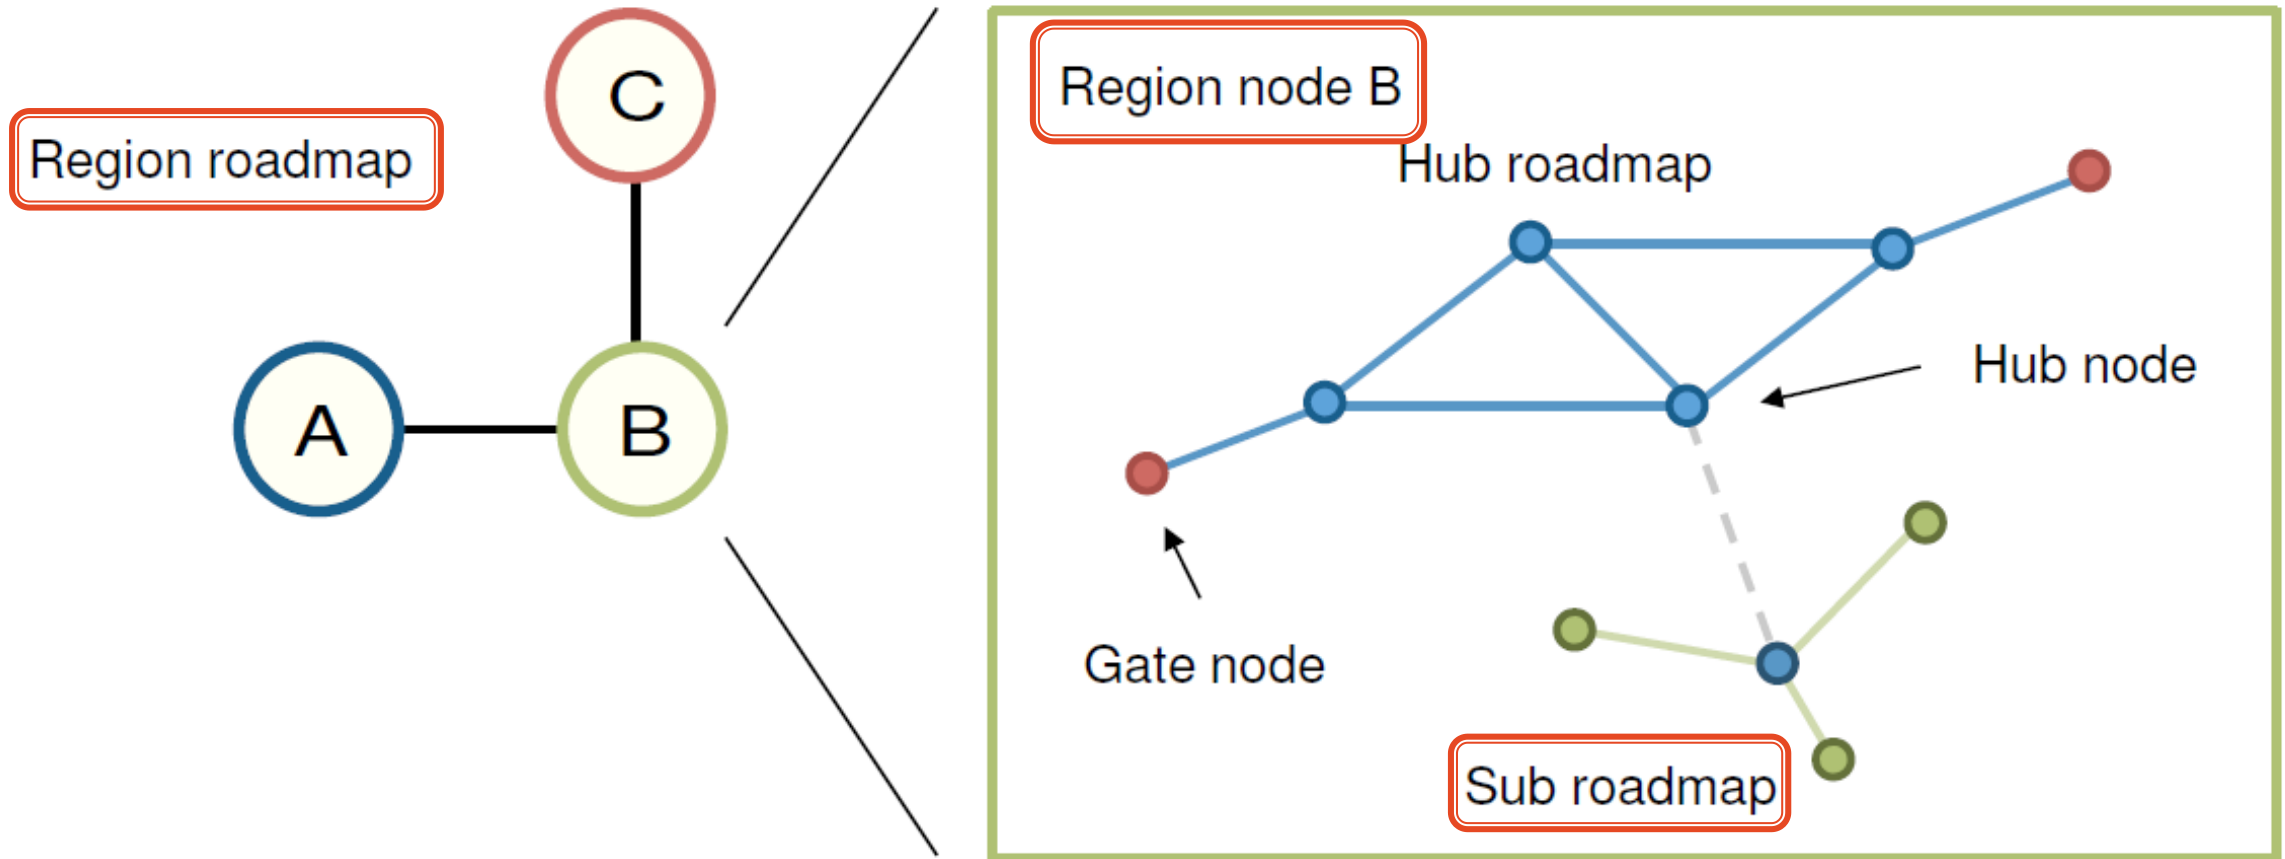 C
Region roadmap
A
B
Region node B
Hub roadmap
Hub node
Gate node
Sub roadmap